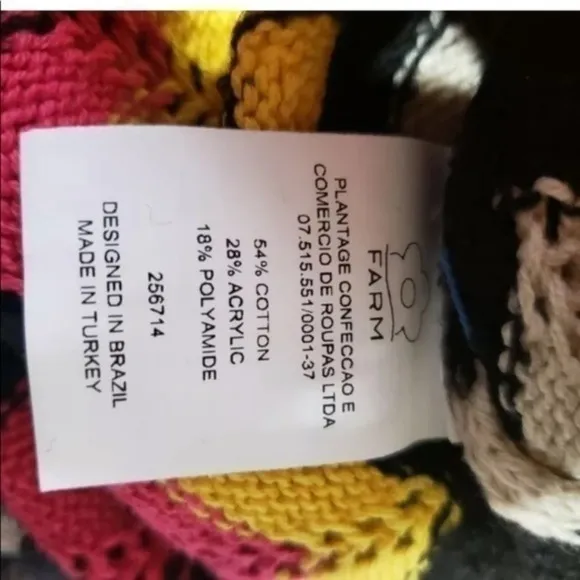 FARM
PLANTAGE CONFECCAO E
COMERCIO DE ROUPAS LTDA
07.515.551/0001-37
54% COTTON
28% ACRYLIC
18% POLYAMIDE
256714
DESIGNED IN BRAZIL
MADE IN TURKEY